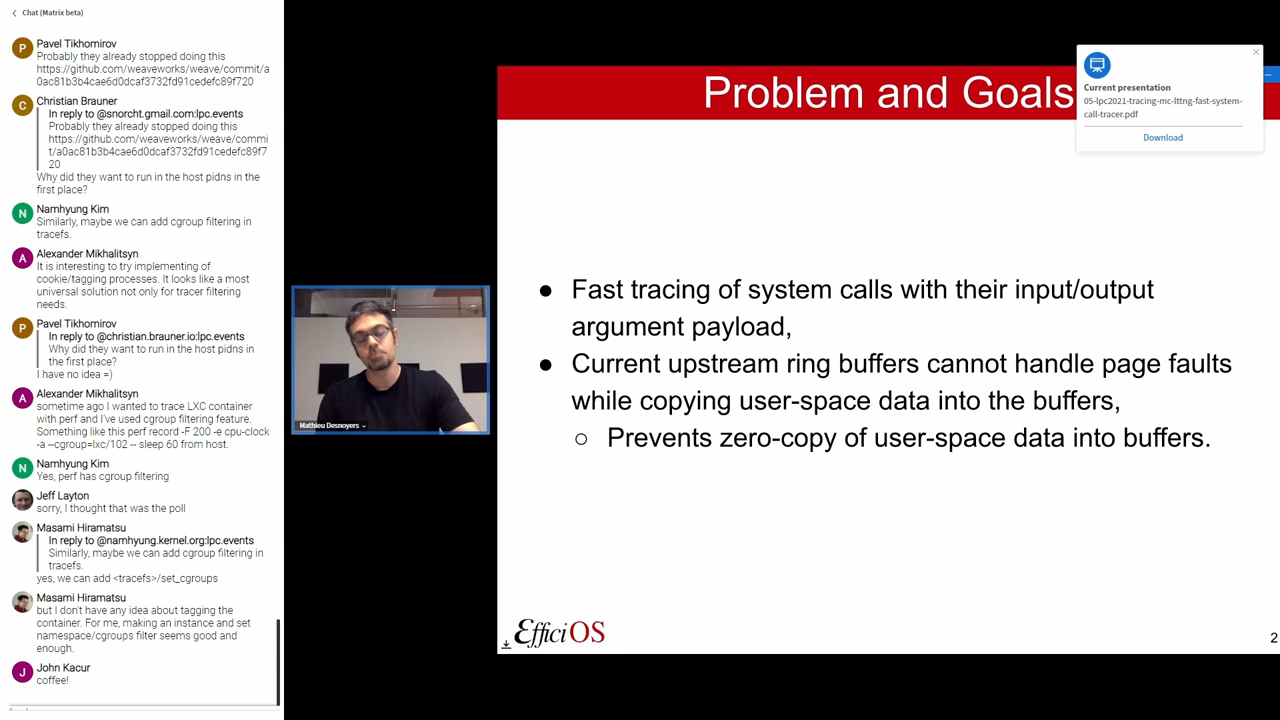 Chat (Matrix beta)
P
Pavel Tikhomirov
Probably they already stopped doing this
https://github.com/weaveworks/weave/commit/a
0ac81b3b4cae6d0dcaf3732fd91cedefc89f720
C
Christian Brauner
In reply to @snorcht.gmail.com:lpc.events
Probably they already stopped doing this
https://github.com/weaveworks/weave/commi
t/a0ac81b3b4cae6d0dcaf3732fd91cedefc89f7
20
Why did they want to run in the host pidns in the
first place?
N
Namhyung Kim
Similarly, maybe we can add cgroup filtering in
tracefs.
A
Alexander Mikhalitsyn
It is interesting to try implementing of
cookie/tagging processes. It looks like a most
universal solution not only for tracer filtering
needs.
P
Pavel Tikhomirov
In reply to @christian.brauner.io:lpc.events
Why did they want to run in the host pidns in
the first place?
I have no idea =)
A
Alexander Mikhalitsyn
sometime ago I wanted to trace LXC container
with perf and I've used cgroup filtering feature.
Something like this perf record -F 200 -e cpu-clock
-a --cgroup=lxc/102 -- sleep 60 from host.
N
Namhyung Kim
Yes, perf has cgroup filtering
Jeff Layton
sorry, I thought that was the poll
Masami Hiramatsu
In reply to @namhyung.kernel.org:lpc.events
Similarly, maybe we can add cgroup filtering in
tracefs.
yes, we can add <tracefs>/set_cgroups
Masami Hiramatsu
but I don't have any idea about tagging the
container. For me, making an instance and set
namespace/cgroups filter seems good and
enough.
J
John Kacur
coffee!
Mathieu Desnoyers
Problem and Goals
● Fast tracing of system calls with their input/output
argument payload,
● Current upstream ring buffers cannot handle page faults
while copying user-space data into the buffers,
○ Prevents zero-copy of user-space data into buffers.
EfficiOS
2
Current presentation
05-lpc2021-tracing-mc-lttng-fast-system-
call-tracer.pdf
Download